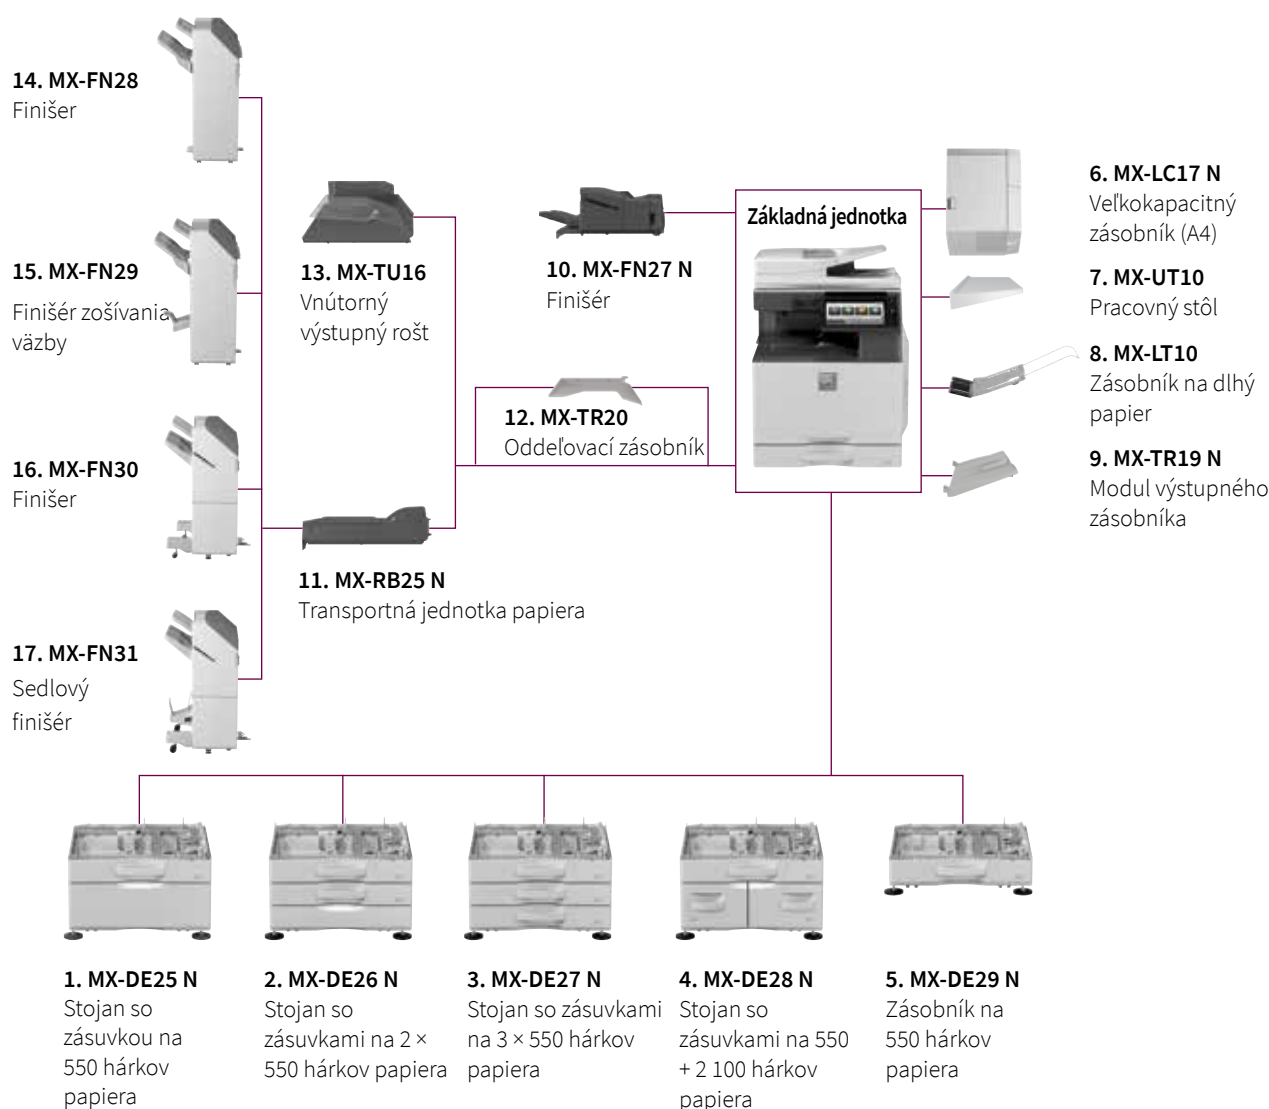 14. MX-FN28
Finišer
15. MX-FN29
Finišér zošívania
väzby
16. MX-FN30
Finišer
17. MX-FN31
Sedlový
finišér
13. MX-TU16
Vnútorný
výstupný rošt
10. MX-FN27 N
Finišér
12. MX-TR20
Oddeľovací zásobník
11. MX-RB25 N
Transportná jednotka papiera
Základná jednotka
6. MX-LC17 N
Veľkokapacitný
zásobník (A4)
7. MX-UT10
Pracovný stôl
8. MX-LT10
Zásobník na dlhý
papier
9. MX-TR19 N
Modul výstupného
zásobníka
1. MX-DE25 N
Stojan so
zásuvkou na
550 hárkov
papiera
2. MX-DE26 N
Stojan so
zásuvkami na 2 ×
550 hárkov papiera
3. MX-DE27 N
Stojan so zásuvkami
na 3 × 550 hárkov
papiera
4. MX-DE28 N
Stojan so
zásuvkami na 550
+ 2 100 hárkov
papiera
5. MX-DE29 N
Zásobník na
550 hárkov
papiera